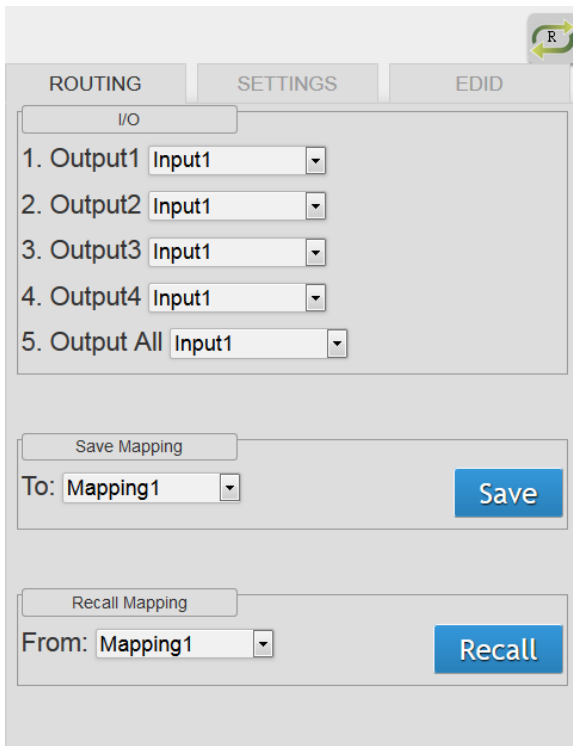 R
ROUTING SETTINGS EDID
I/O
1. Output1 Input1
2. Output2 Input1
3. Output3 Input1
4. Output4 Input1
5. Output All Input1
Save Mapping
To: Mapping1 Save
Recall Mapping
From: Mapping1 Recall